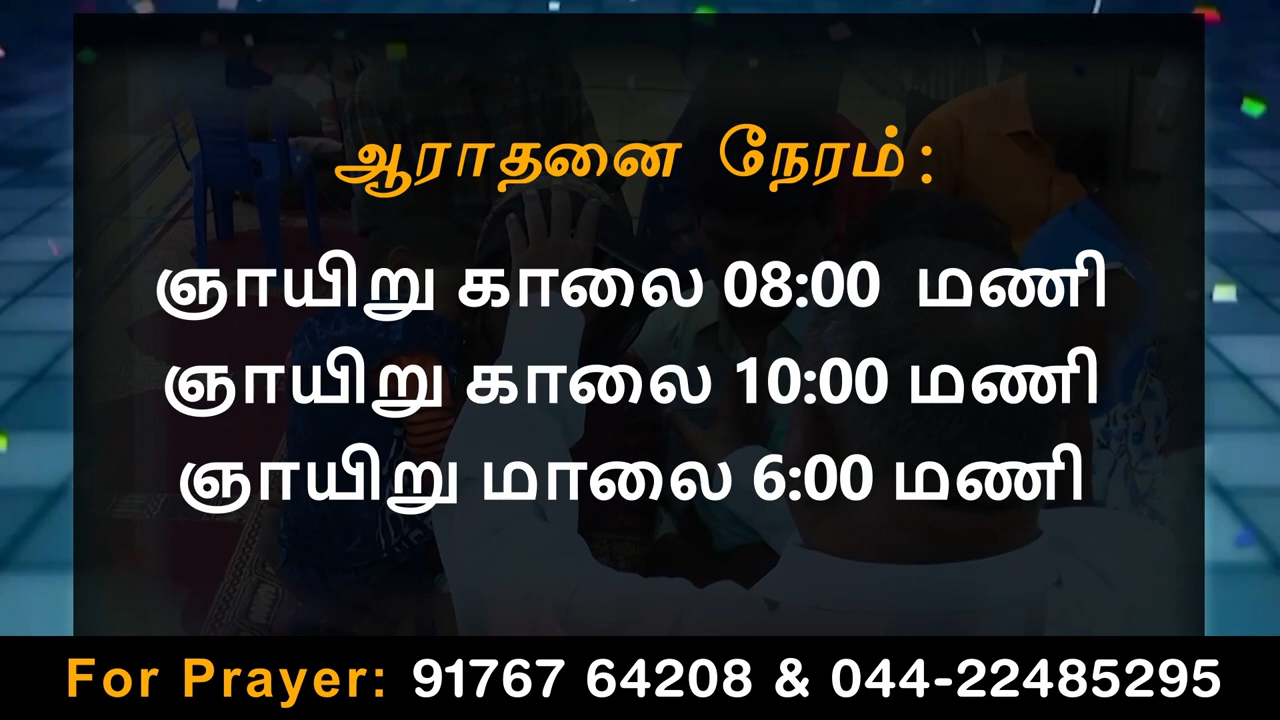 ஆராதனை நேரம்:
ஞாயிறு காலை 08:00 மணி
ஞாயிறு காலை 10:00 மணி
ஞாயிறு மாலை 6:00 மணி
For Prayer: 91767 64208 & 044-22485295